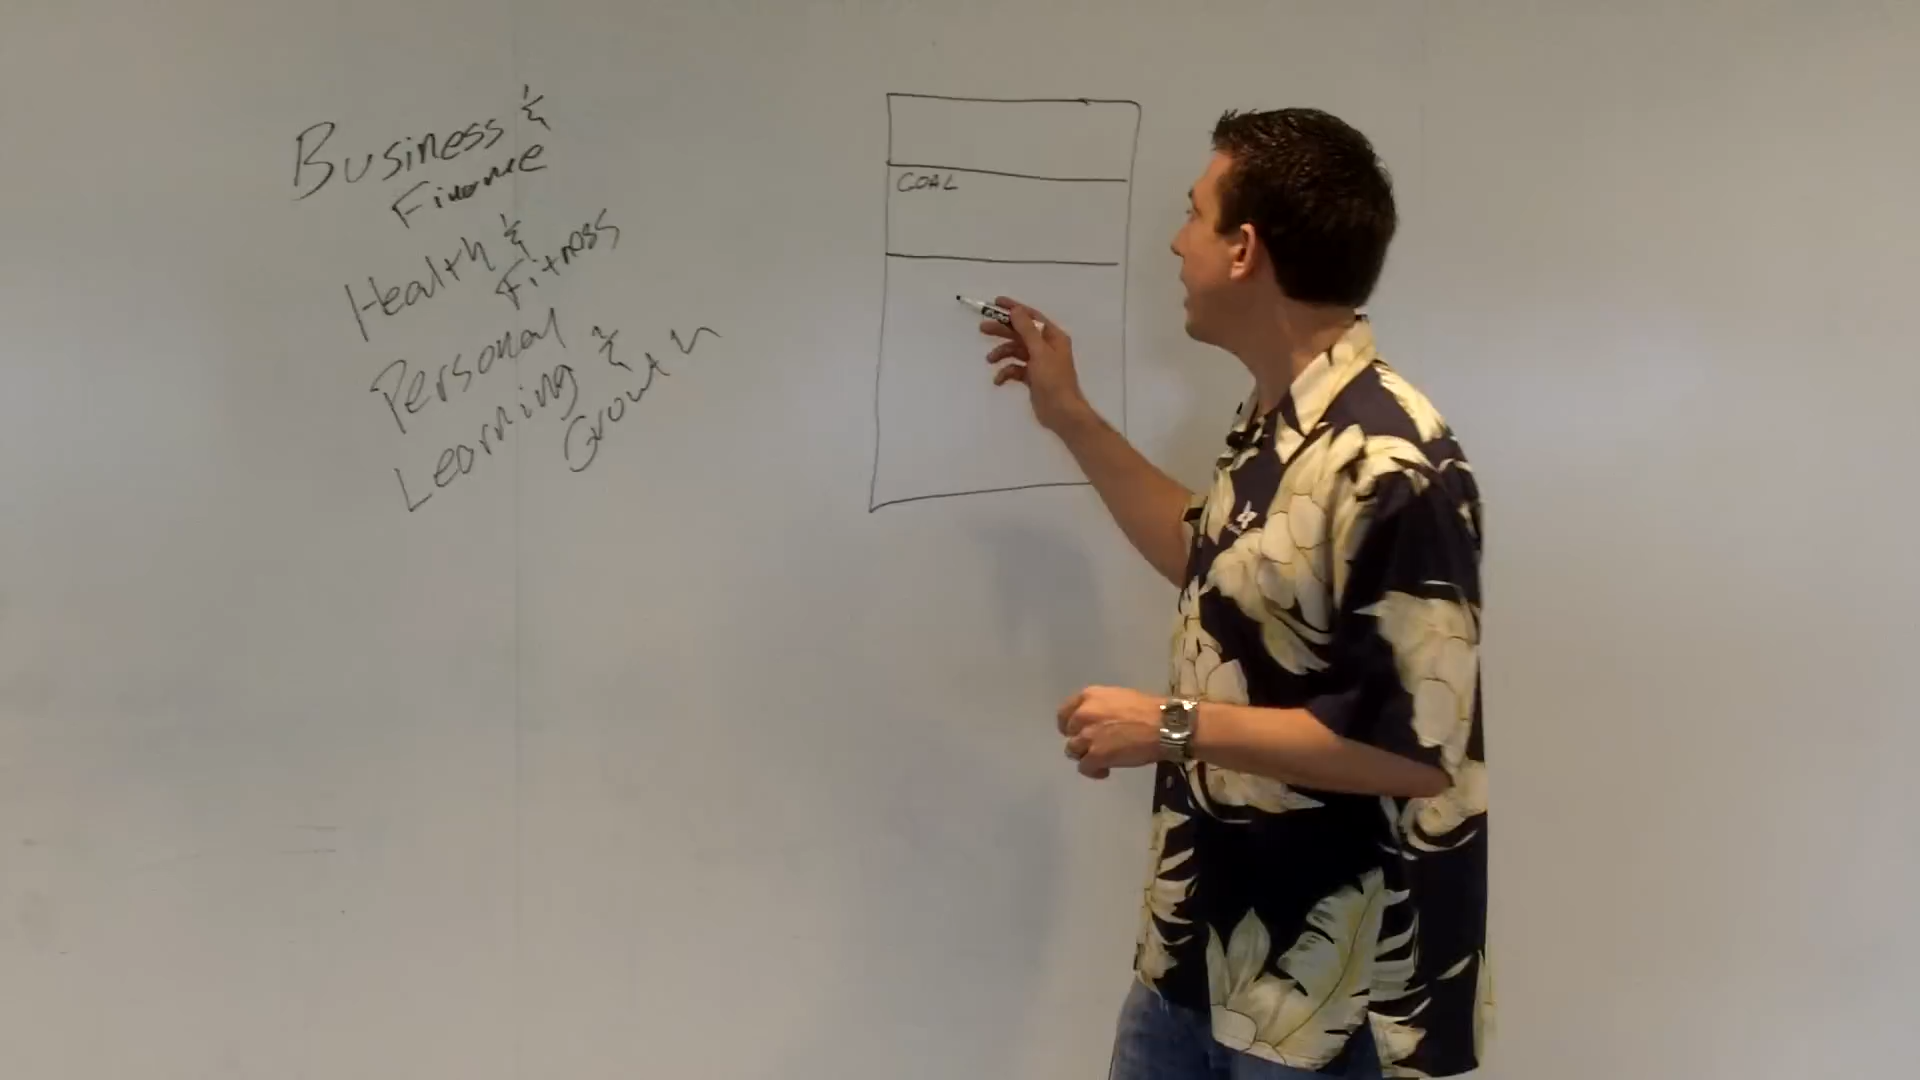 Business &
Finance
Health &
Fitness
Personal
Learning &
Growth
GOAL